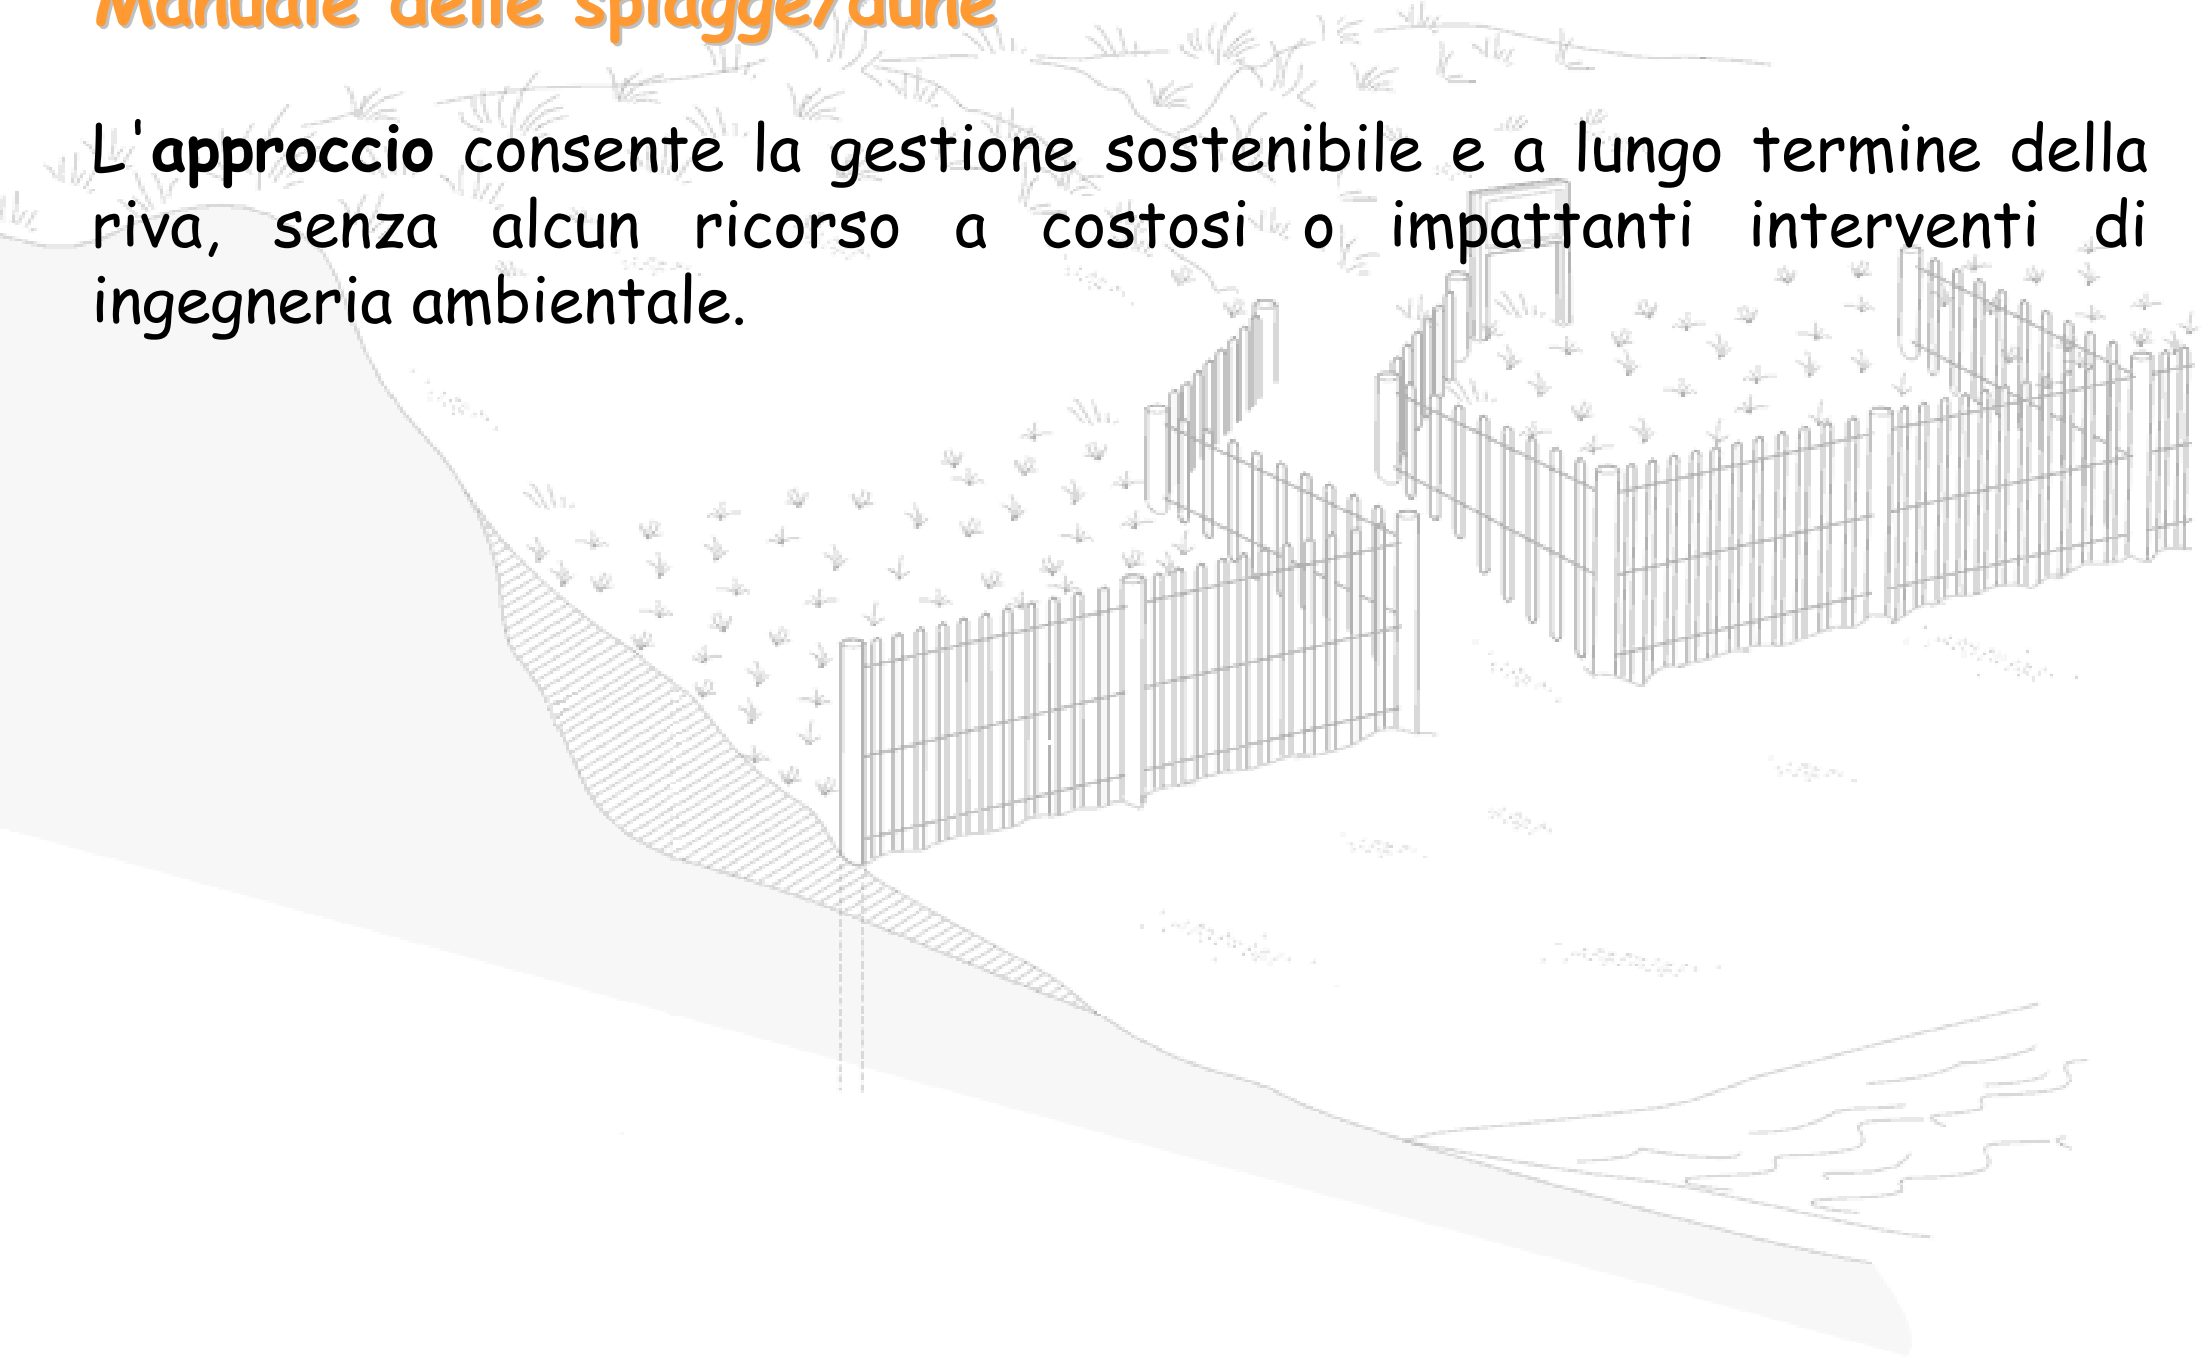 Manuale delle spiagge/dune
L'approccio consente la gestione sostenibile e a lungo termine della
riva, senza alcun ricorso a costosi o impattanti interventi di
ingegneria ambientale.